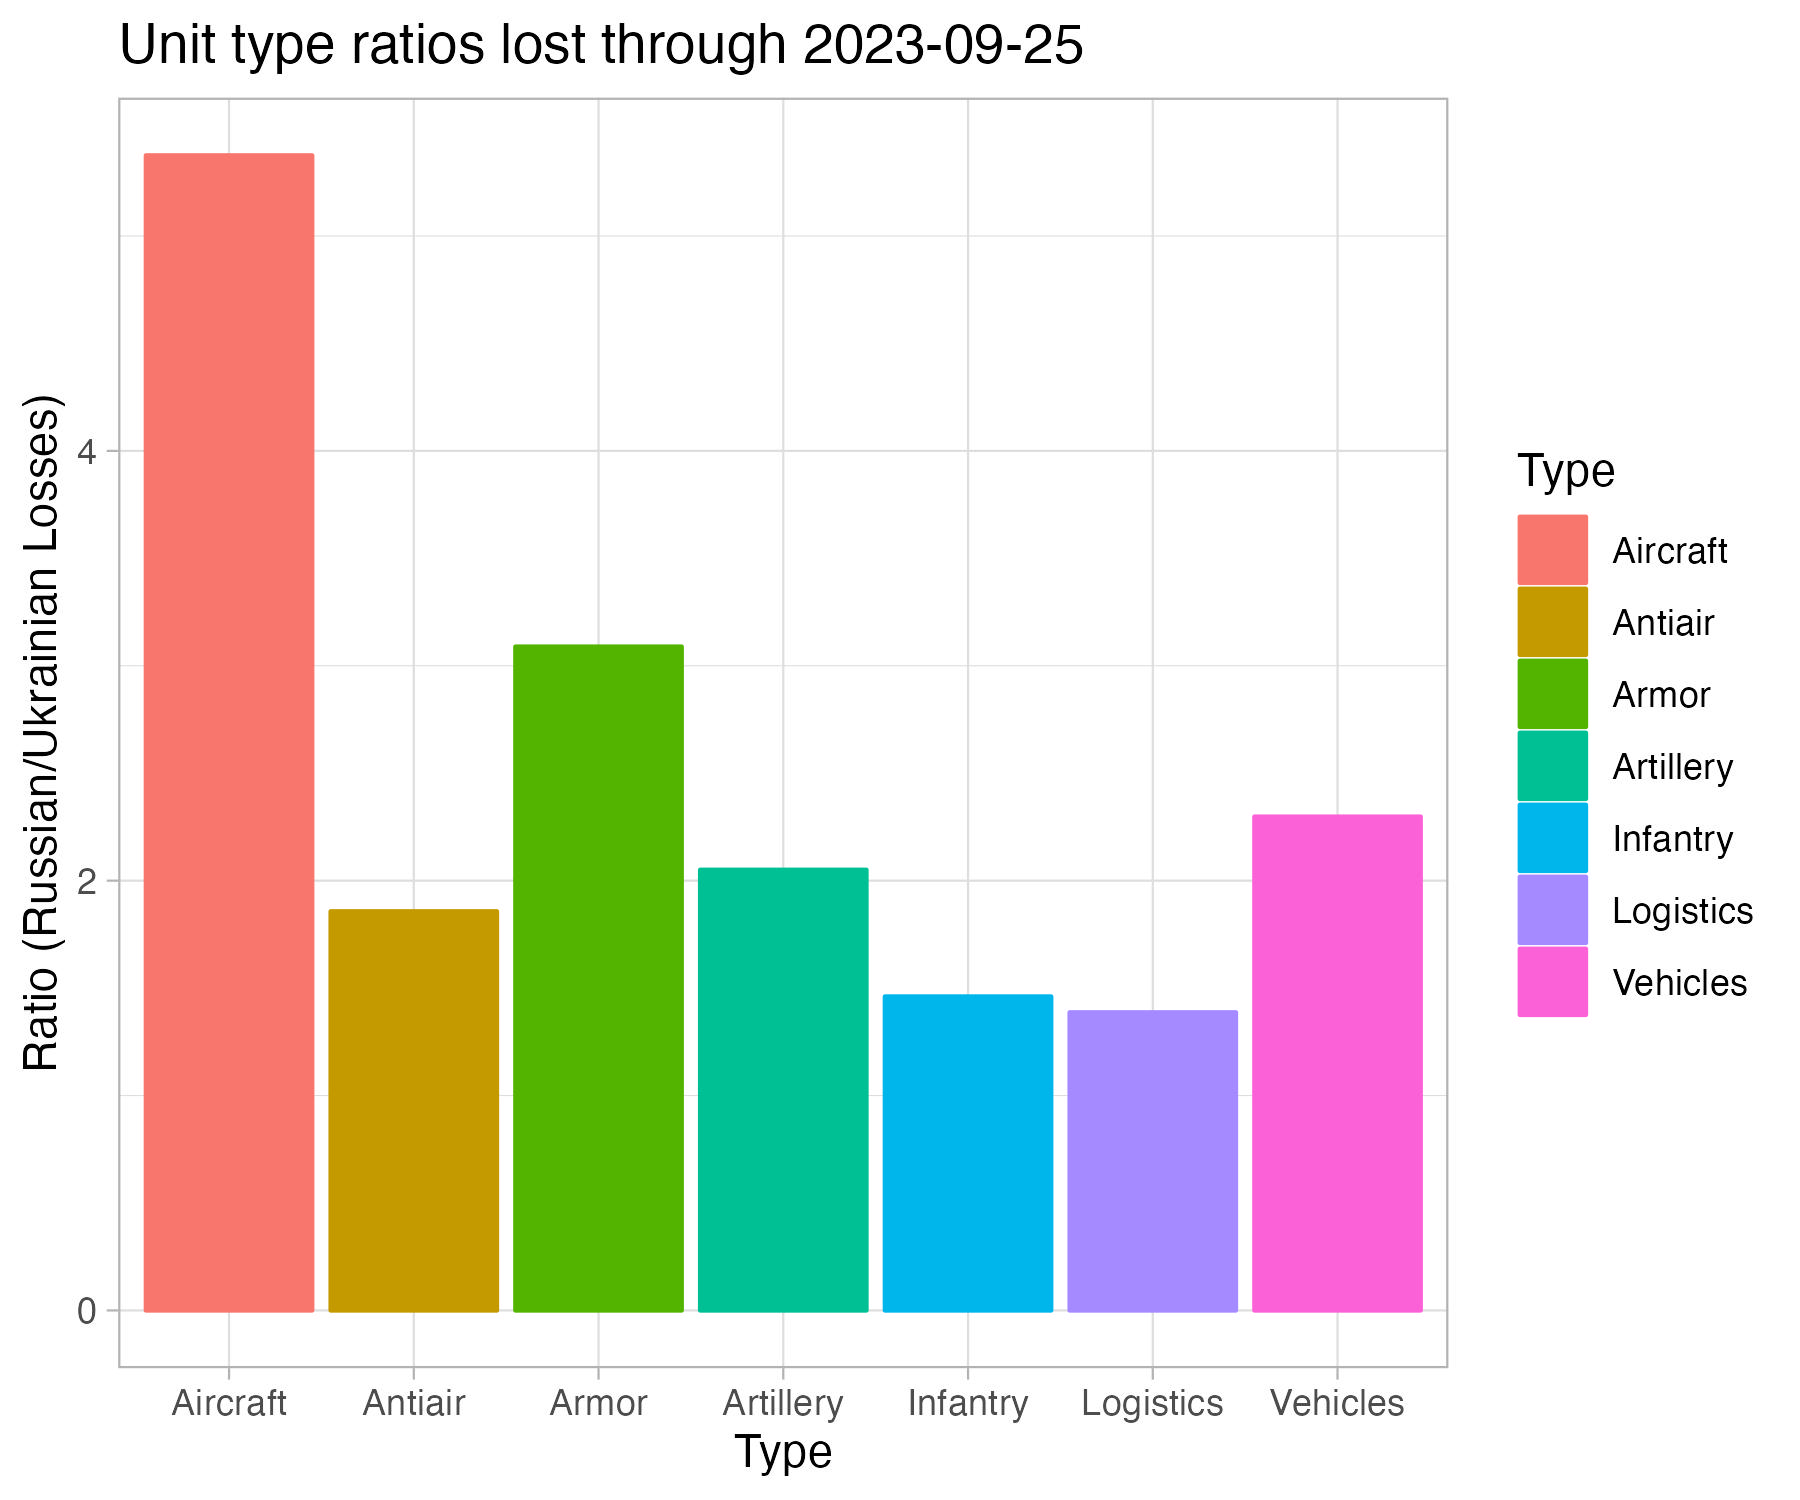 Unit type ratios lost through 2023-09-25
Ratio (Russian/Ukrainian Losses)
4
2
0
Aircraft
Antiair
Armor
Artillery
Infantry
Logistics
Vehicles
Type
Type
Aircraft
Antiair
Armor
Artillery
Infantry
Logistics
Vehicles